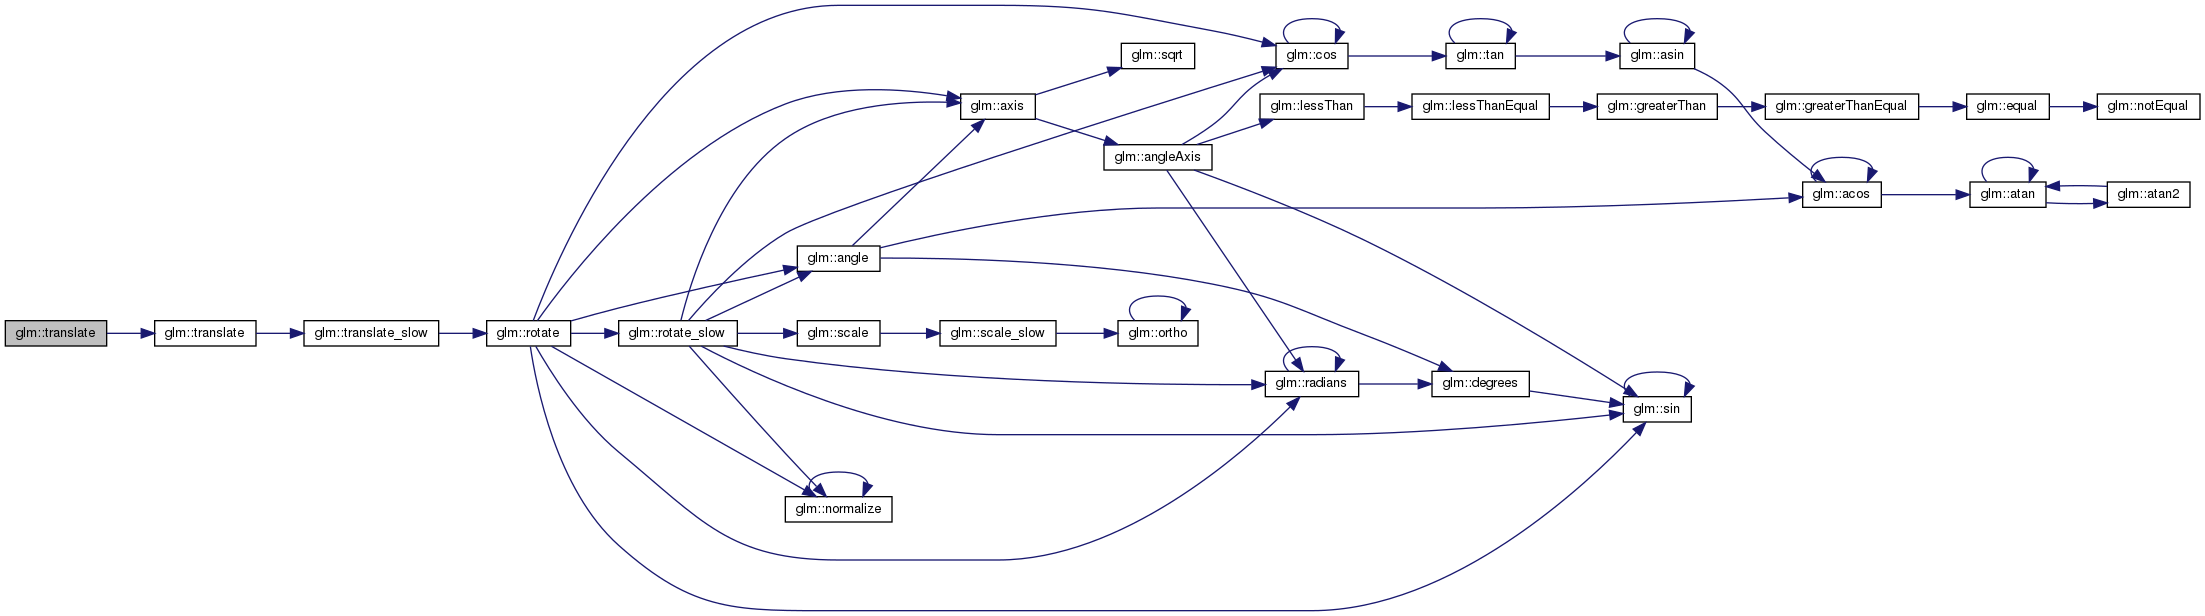 glm::translate
glm::translate
glm::translate_slow
glm::rotate
glm::rotate_slow
glm::angle
glm::scale
glm::normalize
glm::axis
glm::scale_slow
glm::sqrt
glm::angleAxis
glm::ortho
glm::cos
glm::lessThan
glm::radians
glm::tan
glm::lessThanEqual
glm::degrees
glm::asin
glm::greaterThan
glm::sin
glm::greaterThanEqual
glm::acos
glm::equal
glm::atan
glm::notEqual
glm::atan2